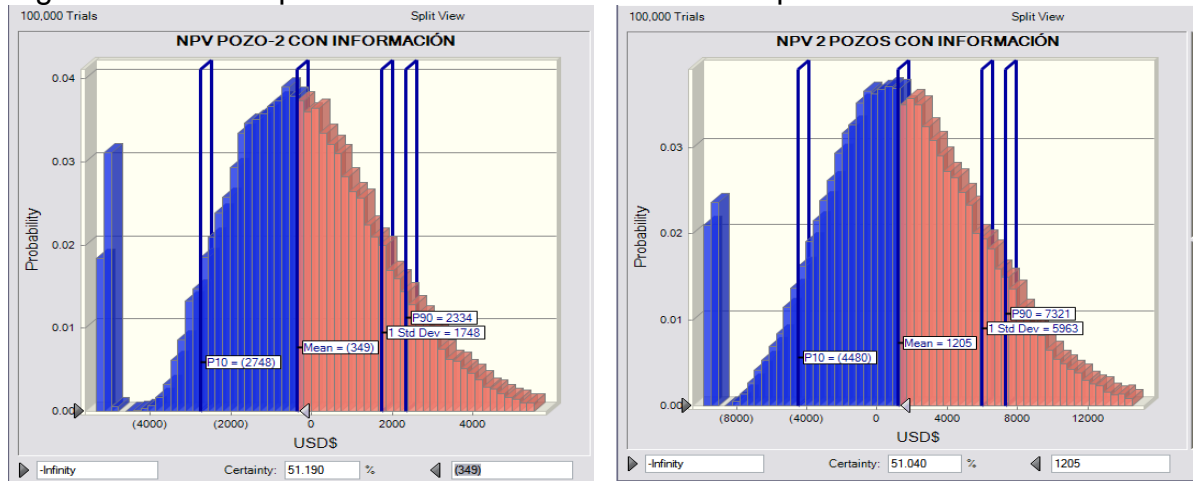 100,000 Trials
Split View
NPV POZO-2 CON INFORMACIÓN
0.04
0.03
0.02
0.01
0.00
Probability
P90 = 2334
1 Std Dev = 1748
Mean = (349)
P10 = (2748)
(4000)
(2000)
0
2000
4000
USD$
-Infinity
Certainty: 51.190 %
(349)
100,000 Trials
Split View
NPV 2 POZOS CON INFORMACIÓN
0.03
0.02
0.01
0.00
Probability
P90 = 7321
1 Std Dev = 5963
Mean = 1205
P10 = (4480)
(8000)
(4000)
0
4000
8000
12000
USD$
-Infinity
Certainty: 51.040 %
1205